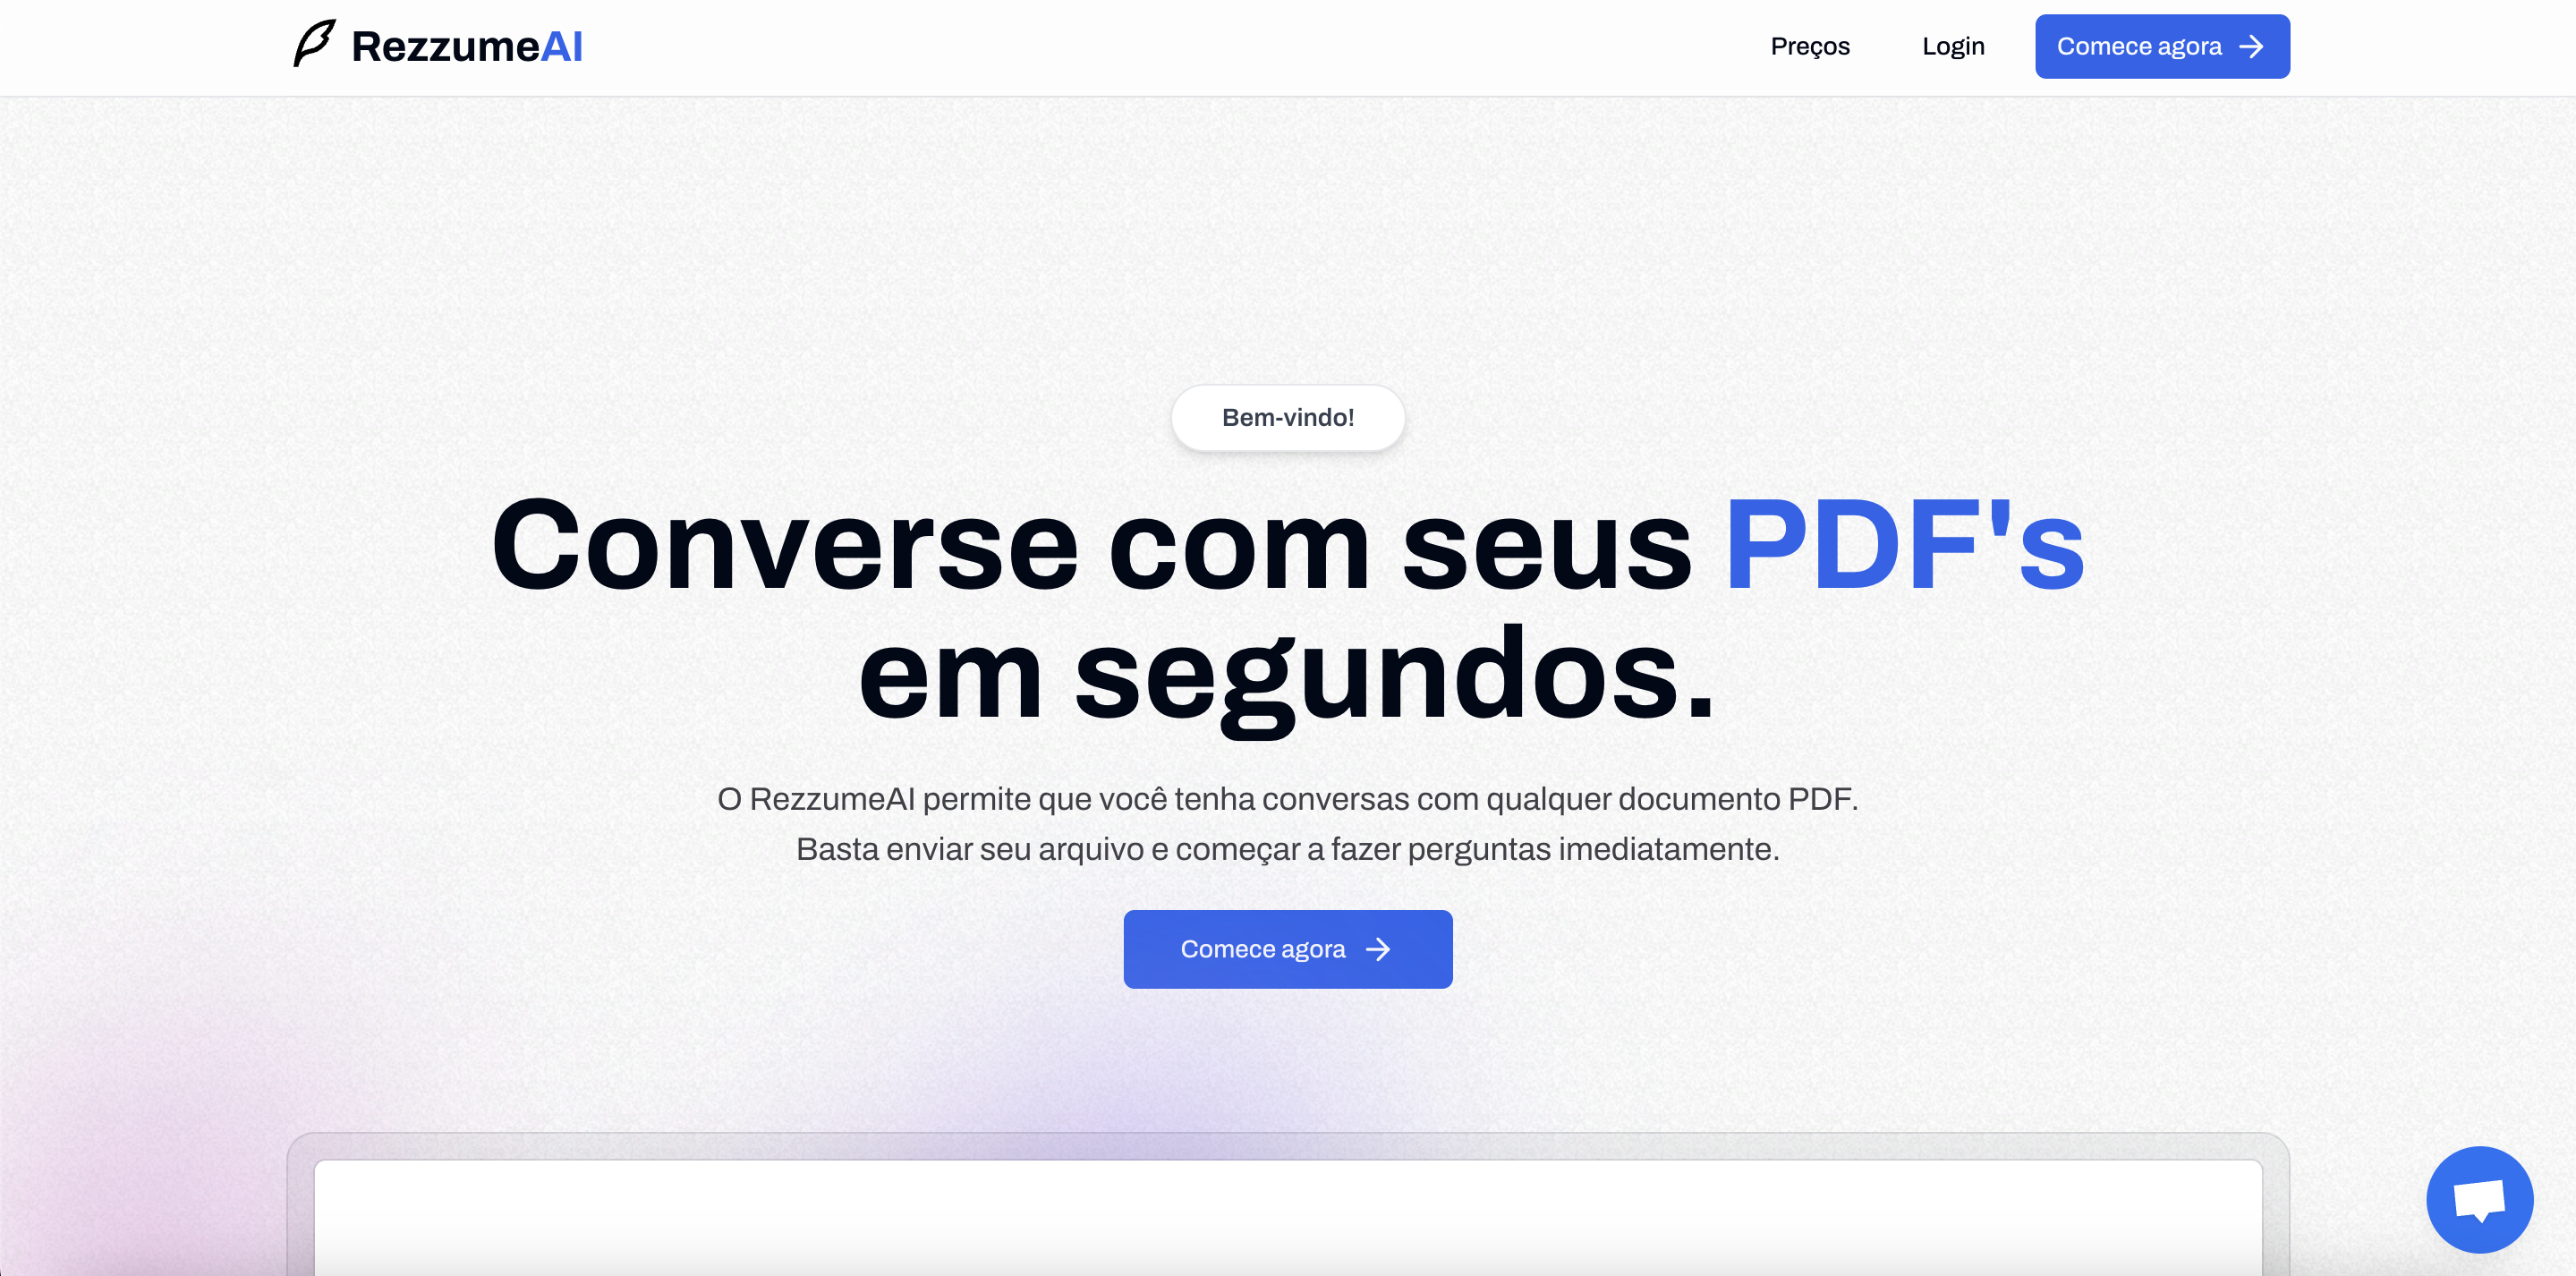 RezzumeAI
Preços
Login
Comece agora
Bem-vindo!
Converse com seus PDF's
em segundos.
O RezzumeAI permite que você tenha conversas com qualquer documento PDF.
Basta enviar seu arquivo e começar a fazer perguntas imediatamente.
Comece agora